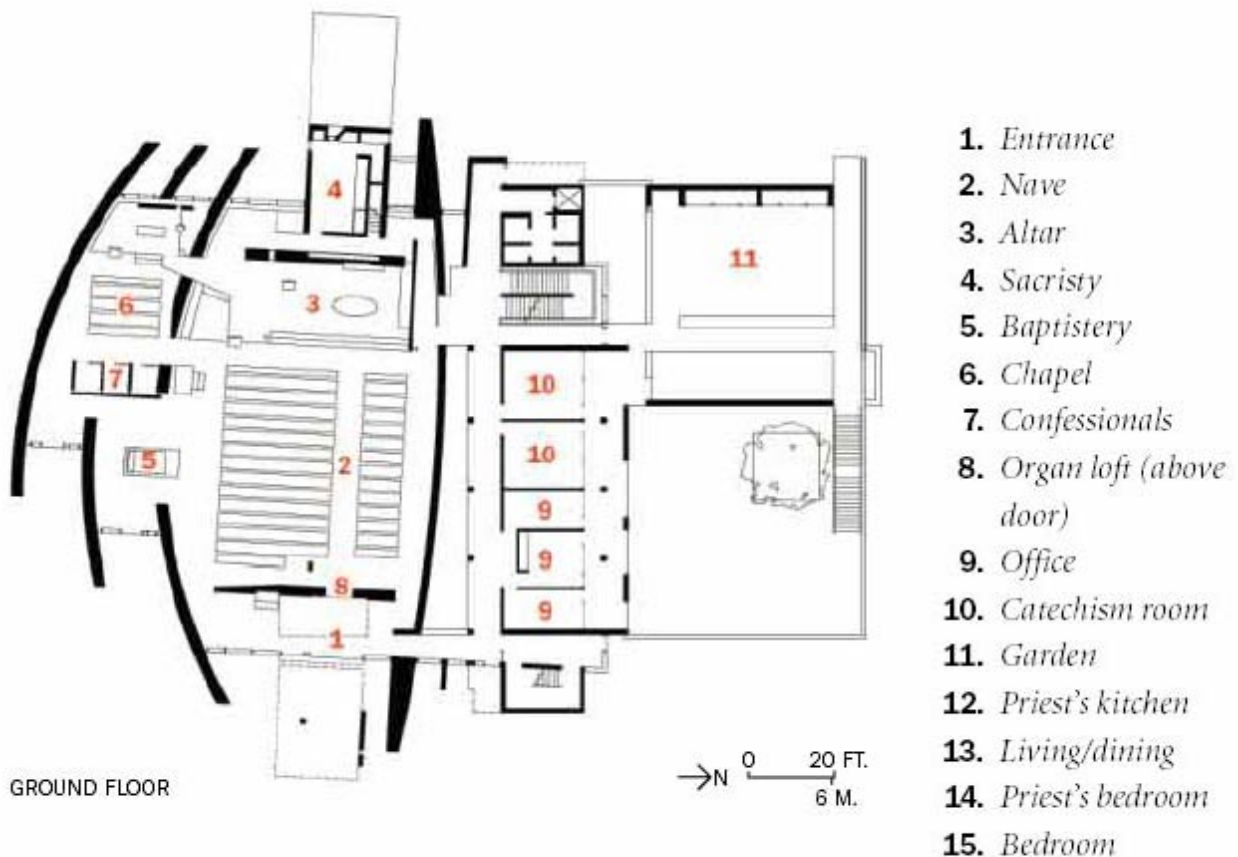 4
11
3
6
7
10
10
2
5
9
9
8
9
1
GROUND FLOOR
N
0 20 FT.
6 M.
1. Entrance
2. Nave
3. Altar
4. Sacristy
5. Baptistery
6. Chapel
7. Confessionals
8. Organ loft (above
door)
9. Office
10. Catechism room
11. Garden
12. Priest's kitchen
13. Living/dining
14. Priest's bedroom
15. Bedroom